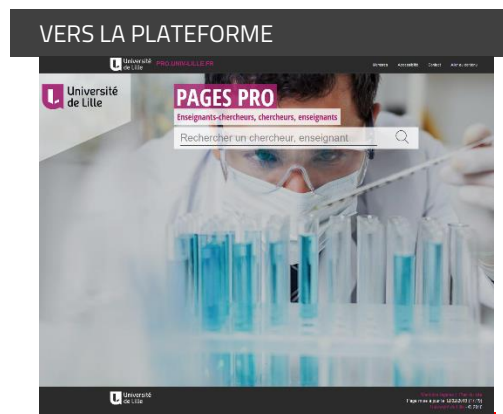 VERS LA PLATEFORME
Université
de Lille
PRO.UNIV-LILLE.FR
Annuaire Accessibilité Contact
Université
de Lille
PAGES PRO
Enseignants-chercheurs, chercheurs, enseignants
Rechercher un chercheur, enseignant
Université
de Lille